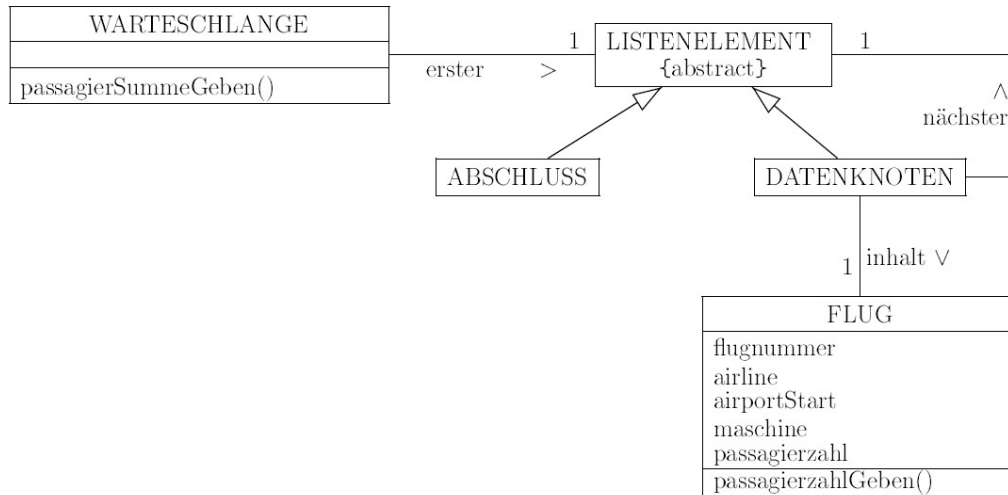 WARTESCHLANGE
passagierSummeGeben()
erster >
1
LISTENELEMENT
{abstract}
1
∧
nächster
ABSCHLUSS
DATENKNOTEN
1
inhalt ∨
FLUG
flugnummer
airline
airportStart
maschine
passagierzahl
passagierzahlGeben()